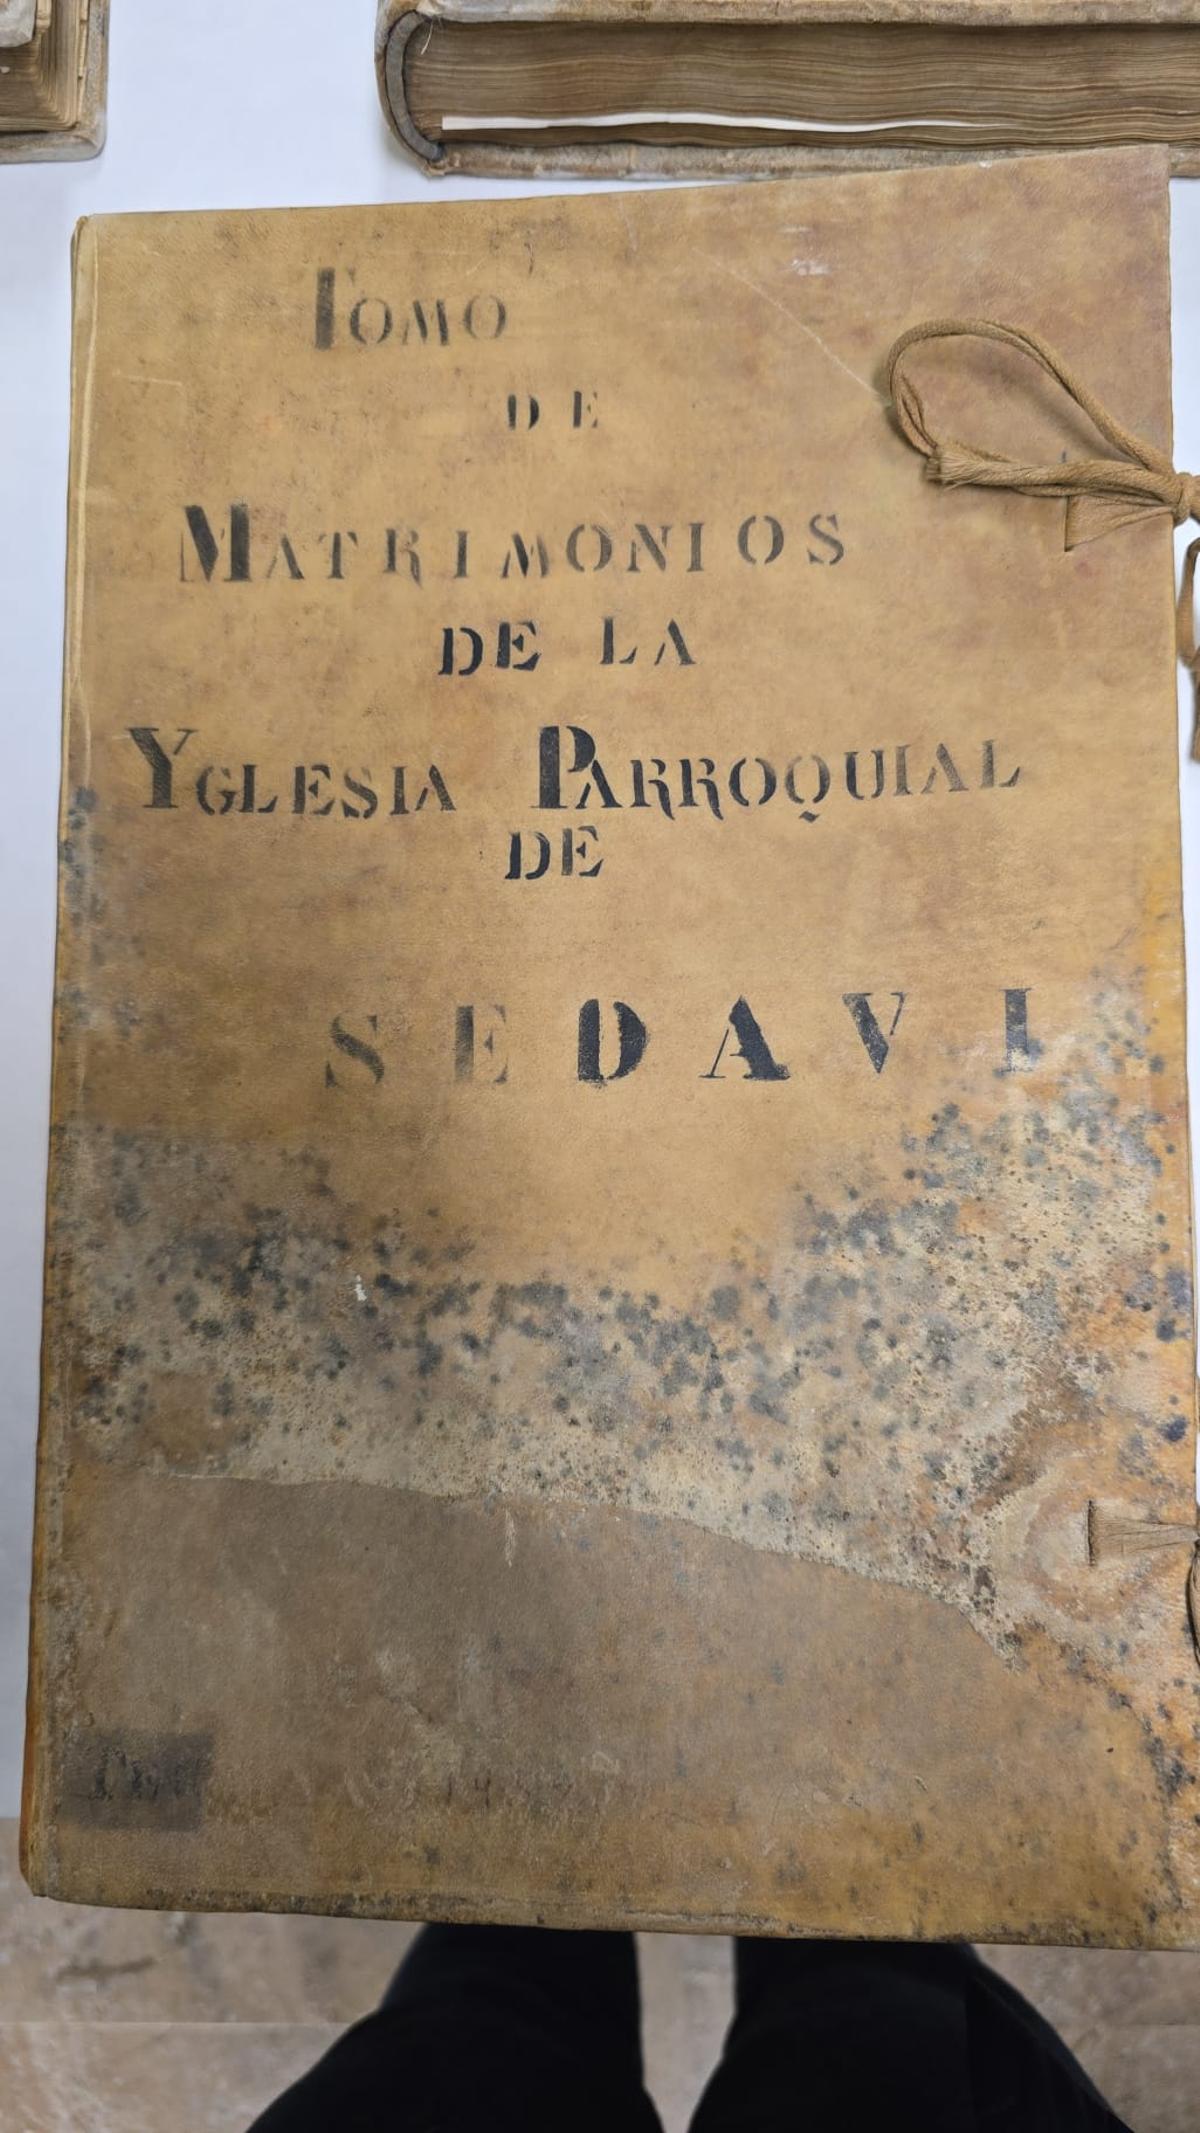 TOMO
DE
MATRIMONIOS
DE LA
YGLESIA PARROQUIAL
DE
SEDAVI